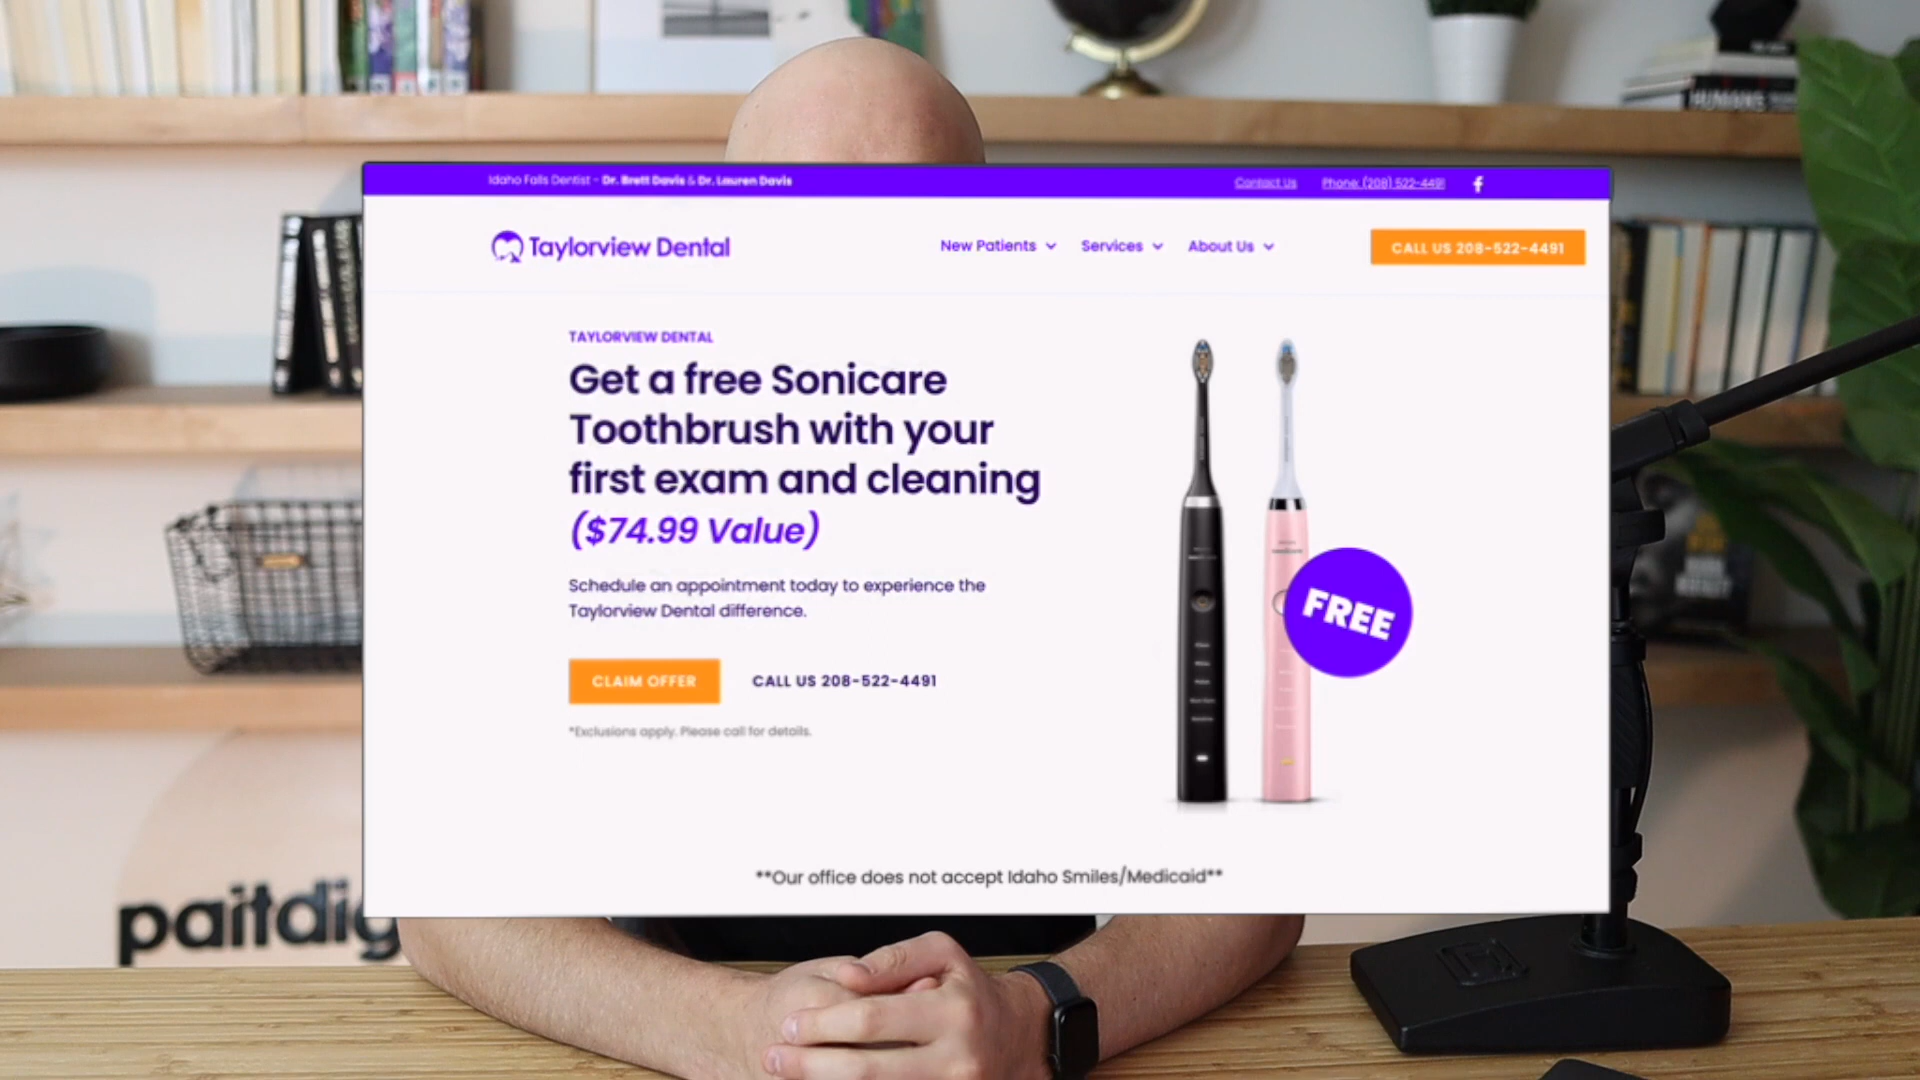 HUMANS
Idaho Falls Dentist - Dr. Brett Davis & Dr. Lauren Davis
Contact Us
Phone: (208) 522-4491
Taylorview Dental
New Patients
Services
About Us
CALL US 208-522-4491
TAYLORVIEW DENTAL
Get a free Sonicare
Toothbrush with your
first exam and cleaning
($74.99 Value)
Schedule an appointment today to experience the
Taylorview Dental difference.
FREE
CLAIM OFFER
CALL US 208-522-4491
*Exclusions apply. Please call for details.
**Our office does not accept Idaho Smiles/Medicaid**
paitdig